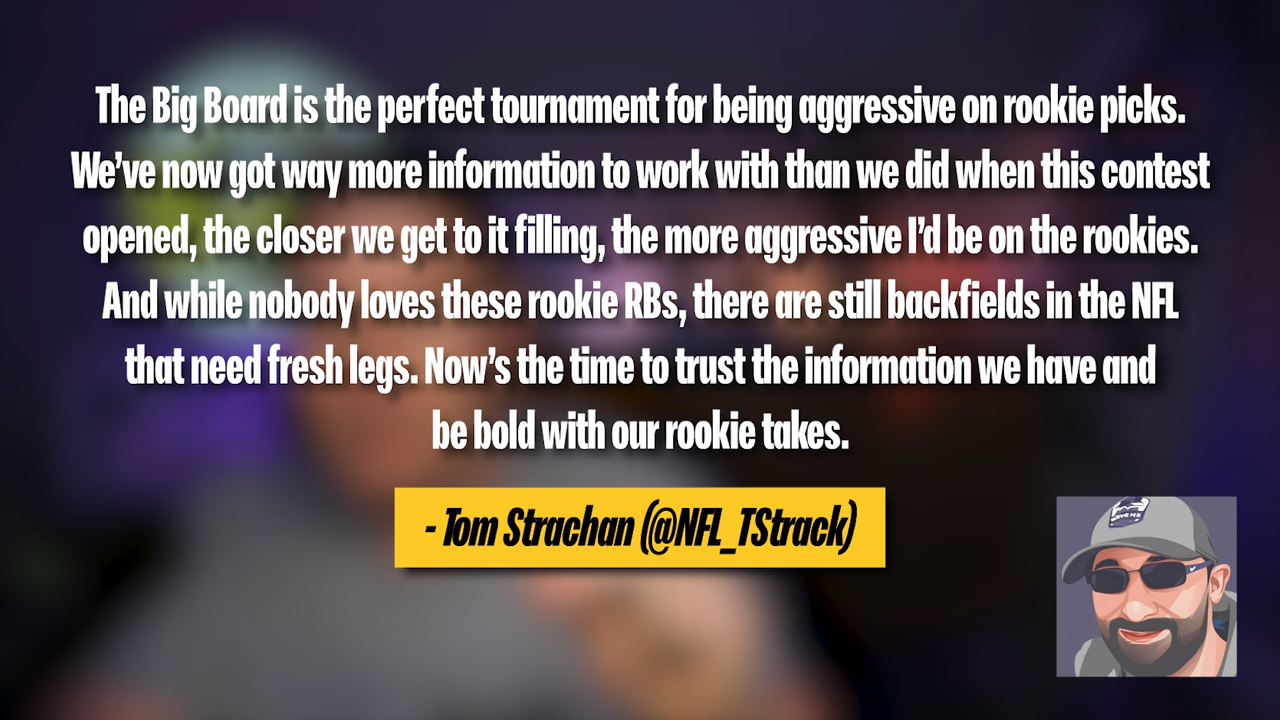 The Big Board is the perfect tournament for being aggressive on rookie picks.
We’ve now got way more information to work with than we did when this contest
opened, the closer we get to it filling, the more aggressive I’d be on the rookies.
And while nobody loves these rookie RBs, there are still backfields in the NFL
that need fresh legs. Now’s the time to trust the information we have and
be bold with our rookie takes.
- Tom Strachan (@NFL_TStrack)